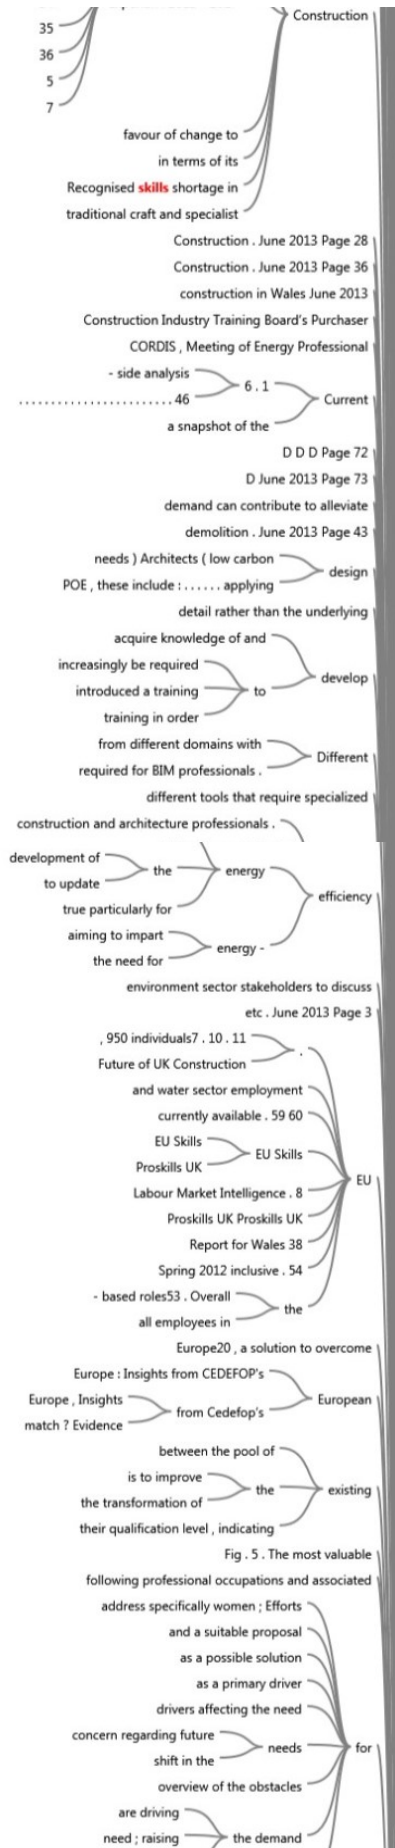 35
Construction
36
5
7
favour of change to
in terms of its
Recognised skills shortage in
traditional craft and specialist
Construction . June 2013 Page 28
Construction . June 2013 Page 36
construction in Wales June 2013
Construction Industry Training Board's Purchaser
CORDIS , Meeting of Energy Professional
- side analysis
6 . 1
....................... 46
Current
a snapshot of the
D D D Page 72
D June 2013 Page 73
demand can contribute to alleviate
demolition . June 2013 Page 43
needs ) Architects ( low carbon
design
POE , these include : . . . . . . applying
detail rather than the underlying
acquire knowledge of and
increasingly be required
develop
introduced a training
to
training in order
from different domains with
Different
required for BIM professionals .
different tools that require specialized
construction and architecture professionals .
development of
the
energy
to update
efficiency
true particularly for
aiming to impart
energy -
the need for
environment sector stakeholders to discuss
etc . June 2013 Page 3
, 950 individuals7 . 10 . 11
.
Future of UK Construction
and water sector employment
currently available . 59 60
EU Skills
EU Skills
Proskills UK
EU
Labour Market Intelligence . 8
Proskills UK Proskills UK
Report for Wales 38
Spring 2012 inclusive . 54
- based roles53 . Overall
the
all employees in
Europe20 , a solution to overcome
Europe : Insights from CEDEFOP's
European
Europe , Insights
from Cedefop's
match ? Evidence
between the pool of
is to improve
the
existing
the transformation of
their qualification level , indicating
Fig . 5 . The most valuable
following professional occupations and associated
address specifically women ; Efforts
and a suitable proposal
as a possible solution
as a primary driver
drivers affecting the need
concern regarding future
needs
for
shift in the
overview of the obstacles
are driving
the demand
need ; raising